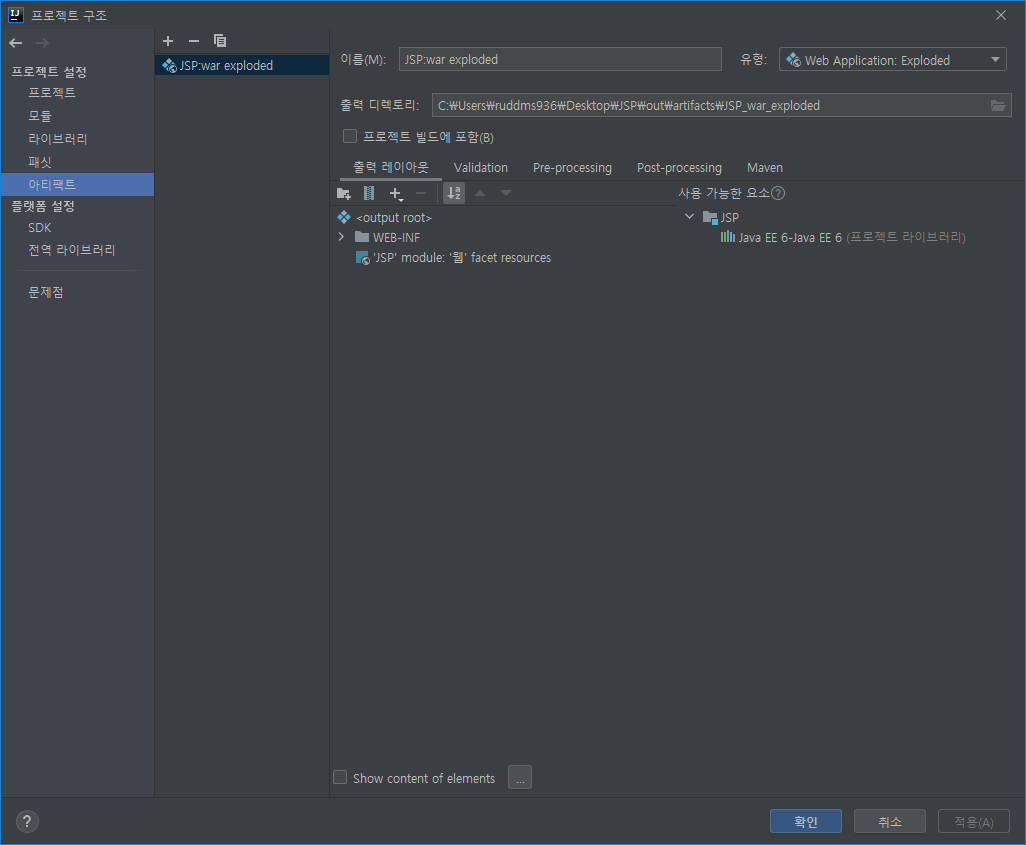 프로젝트 구조
프로젝트 설정
프로젝트
모듈
라이브러리
패싯
아티팩트
플랫폼 설정
SDK
전역 라이브러리
문제점
JSP:war exploded
이름(M): JSP:war exploded 유형: Web Application: Exploded
출력 디렉토리: C:₩Users₩ruddms936₩Desktop₩JSP₩out₩artifacts₩JSP_war_exploded
프로젝트 빌드에 포함(B)
출력 레이아웃 Validation Pre-processing Post-processing Maven
사용 가능한 요소
<output root>
WEB-INF
'JSP' module: '웹' facet resources
JSP
Java EE 6-Java EE 6 (프로젝트 라이브러리)
Show content of elements ...
? 확인 취소 적용(A)